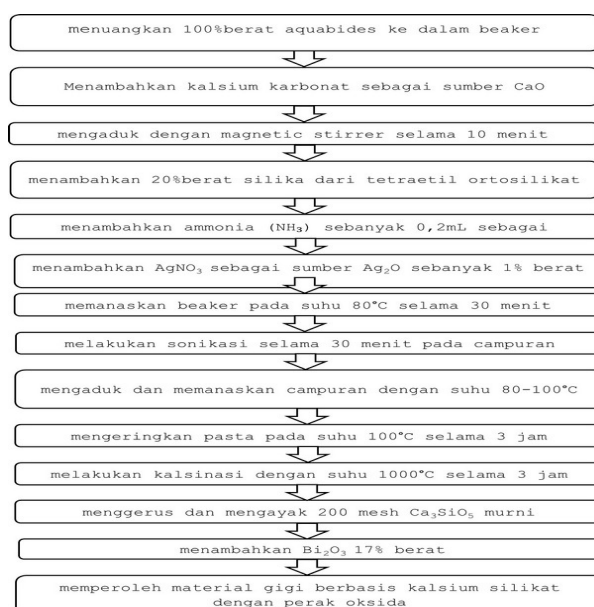 menuangkan 100%berat aquabides ke dalam beaker
Menambahkan kalsium karbonat sebagai sumber CaO
mengaduk dengan magnetic stirrer selama 10 menit
menambahkan 20%berat silika dari tetraetil ortosilikat
menambahkan ammonia (NH₃) sebanyak 0,2mL sebagai
menambahkan AgNO₃ sebagai sumber Ag₂O sebanyak 1% berat
memanaskan beaker pada suhu 80°C selama 30 menit
melakukan sonikasi selama 30 menit pada campuran
mengaduk dan memanaskan campuran dengan suhu 80-100°C
mengeringkan pasta pada suhu 100°C selama 3 jam
melakukan kalsinasi dengan suhu 1000°C selama 3 jam
menggerus dan mengayak 200 mesh Ca₃SiO₅ murni
menambahkan Bi₂O₃ 17% berat
memperoleh material gigi berbasis kalsium silikat
dengan perak oksida